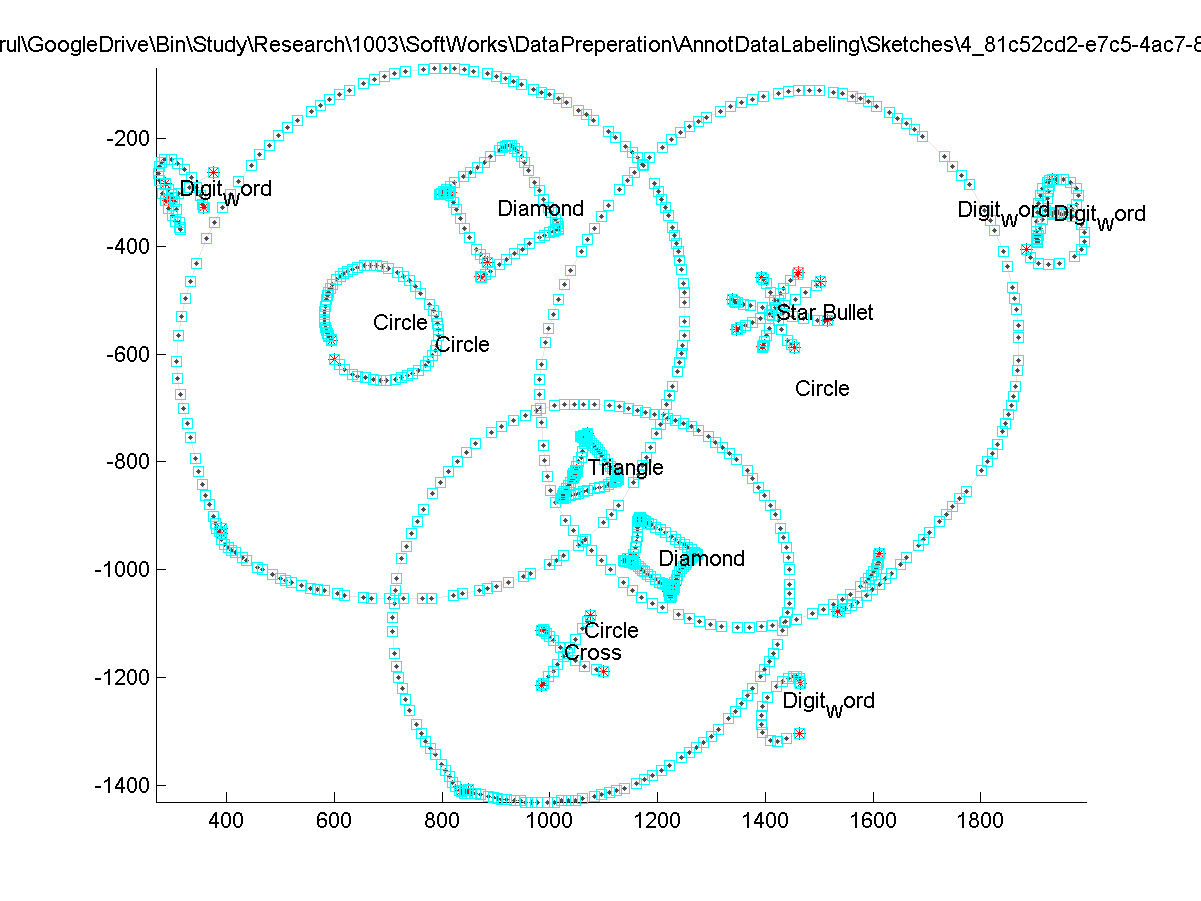 rul\GoogleDrive\Bin\Study\Research\1003\SoftWorks\DataPreperation\AnnotDataLabeling\Sketches\4_81c52cd2-e7c5-4ac7-8
-200
Digit_word
Diamond
Digit_word Digit_word
-400
Circle
Star Bullet
Circle
-600
Circle
-800
Triangle
Diamond
-1000
Circle
Cross
-1200
Digit_word
-1400
400 600 800 1000 1200 1400 1600 1800